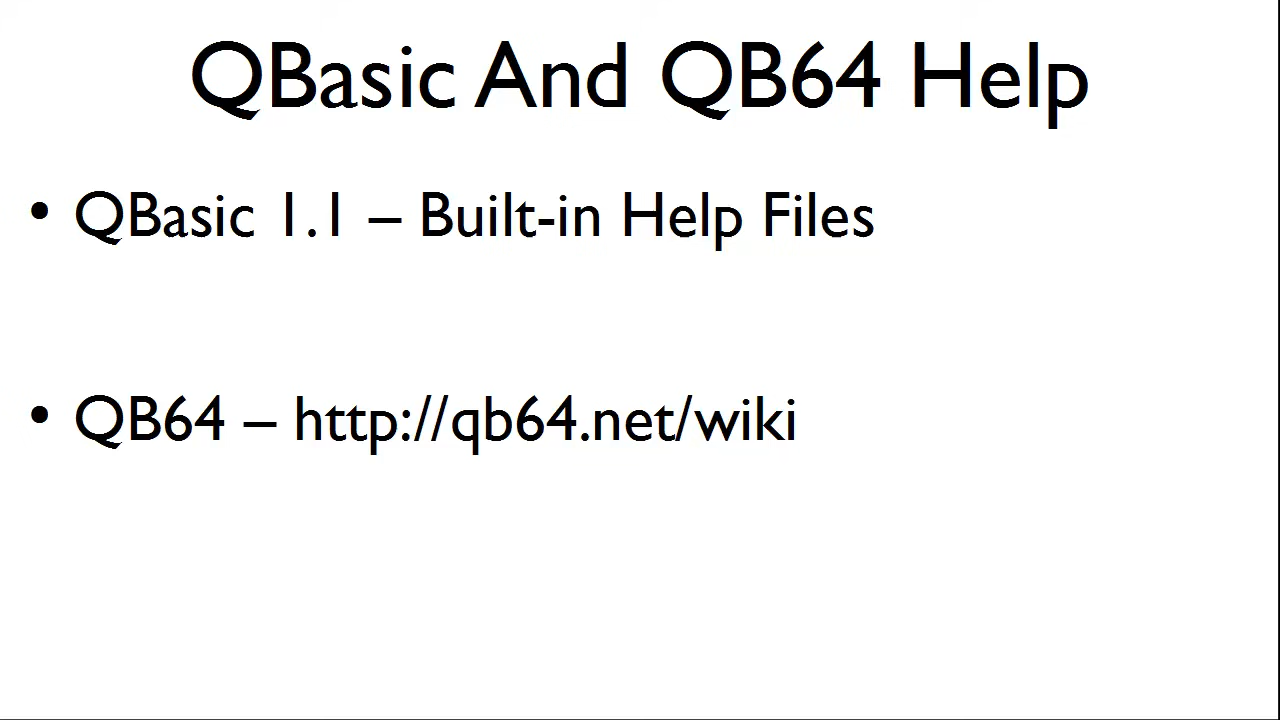 QBasic And QB64 Help
• QBasic 1.1 – Built-in Help Files
• QB64 – http://qb64.net/wiki